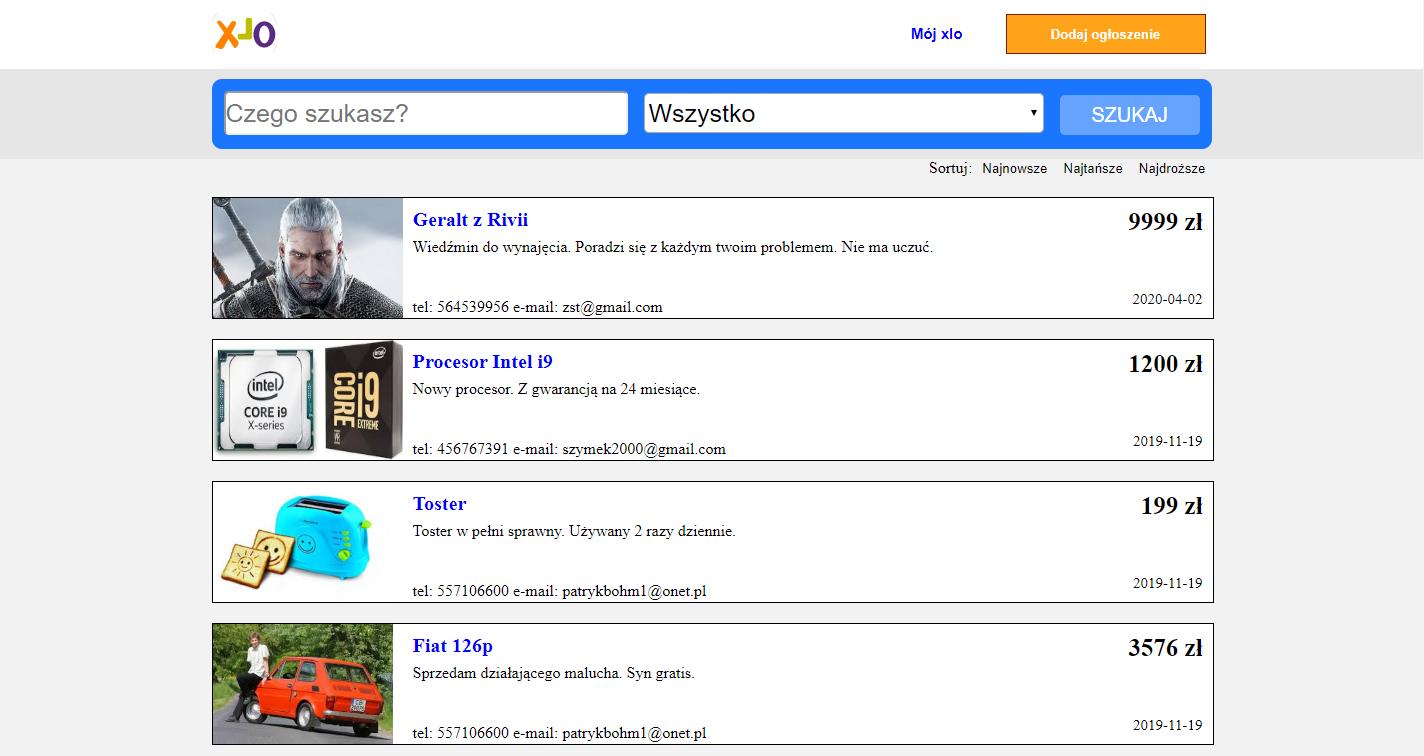 XLO
Mój xlo
Dodaj ogłoszenie
Czego szukasz?
Wszystko
SZUKAJ
Sortuj: Najnowsze Najtańsze Najdroższe
Geralt z Rivii
9999 zł
Wiedźmin do wynajęcia. Poradzi się z każdym twoim problemem. Nie ma uczuć.
tel: 564539956 e-mail: zst@gmail.com
2020-04-02
intel
CORE i9
X-series
intel
CORE i9
EXTREME
Procesor Intel i9
1200 zł
Nowy procesor. Z gwarancją na 24 miesiące.
tel: 456767391 e-mail: szymek2000@gmail.com
2019-11-19
Toster
199 zł
Toster w pełni sprawny. Używany 2 razy dziennie.
tel: 557106600 e-mail: patrykbohm1@onet.pl
2019-11-19
Fiat 126p
3576 zł
Sprzedam działającego malucha. Syn gratis.
tel: 557106600 e-mail: patrykbohm1@onet.pl
2019-11-19